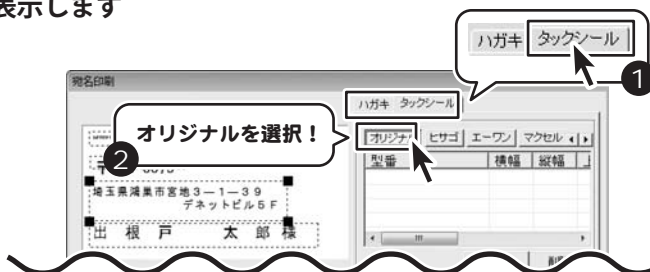 表示します
ハガキ タックシール
1
宛名印刷
ハガキ タックシール
オリジナルを選択！
2
オリジナル ヒサゴ エーワン マクセル
型番 横幅 縦幅
埼玉県鴻巣市宮地3－1－39
デネットビル5F
出根戸 太郎様